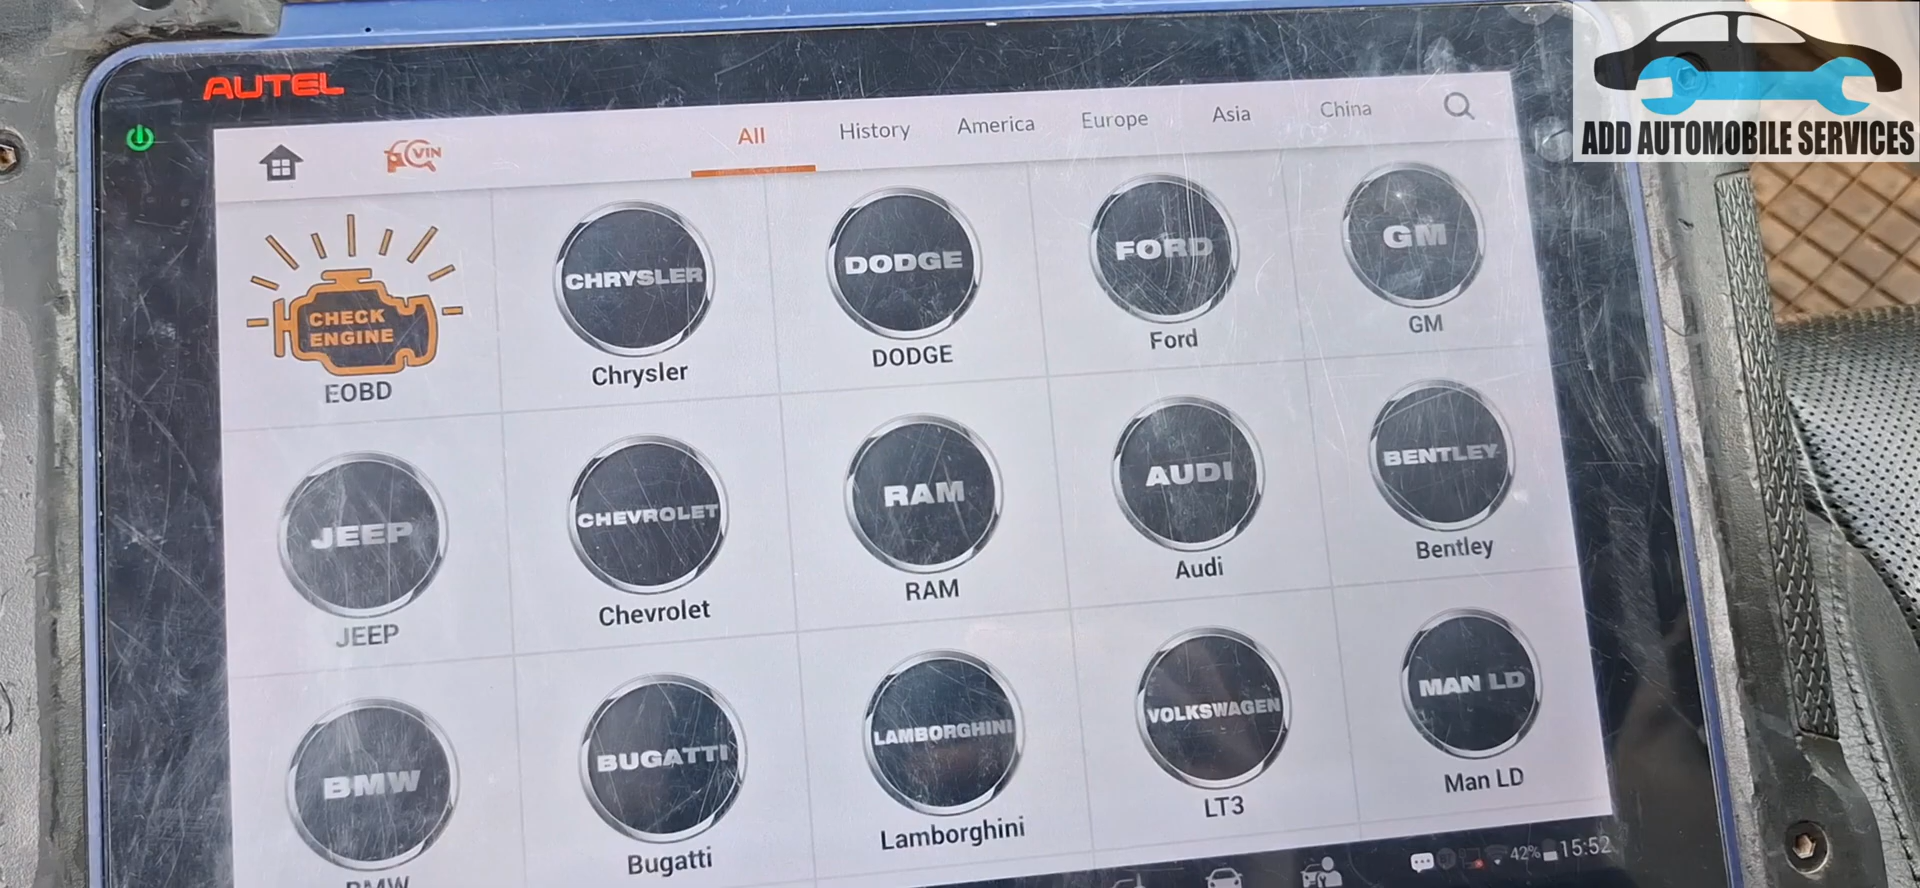 AUTEL
ADD AUTOMOBILE SERVICES
VIN
All
History
America
Europe
Asia
China
CHECK
ENGINE
EOBD
CHRYSLER
Chrysler
DODGE
DODGE
FORD
Ford
GM
GM
JEEP
JEEP
CHEVROLET
Chevrolet
RAM
RAM
AUDI
Audi
BENTLEY
Bentley
BMW
BMW
BUGATTI
Bugatti
LAMBORGHINI
Lamborghini
VOLKSWAGEN
LT3
MAN LD
Man LD
42%
15:52